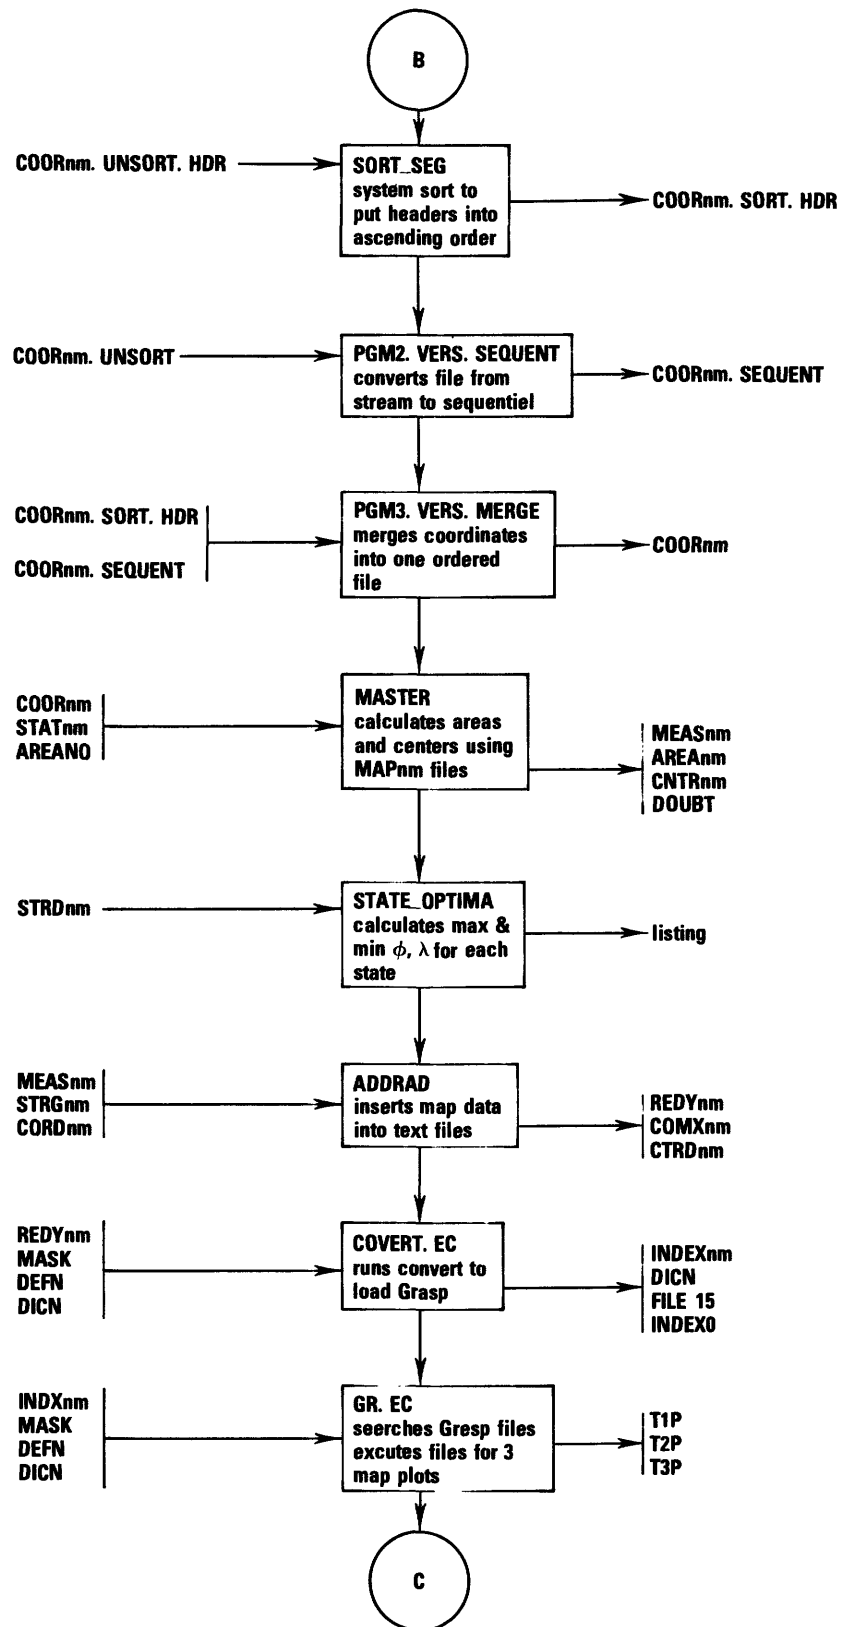 B
COORnm. UNSORT. HDR
SORT_SEG
system sort to
put headers into
ascending order
COORnm. SORT. HDR
COORnm. UNSORT
PGM2. VERS. SEQUENT
converts file from
stream to sequentiel
COORnm. SEQUENT
COORnm. SORT. HDR
COORnm. SEQUENT
PGM3. VERS. MERGE
merges coordinates
into one ordered
file
COORnm
COORnm
STATnm
AREANO
MASTER
calculates areas
and centers using
MAPnm files
MEASnm
AREAnm
CNTRnm
DOUBT
STRDnm
STATE_OPTIMA
calculates max &
min ϕ, λ for each
state
listing
MEASnm
STRGnm
CORDnm
ADDRAD
inserts map data
into text files
REDYnm
COMXnm
CTRDnm
REDYnm
MASK
DEFN
DICN
COVERT. EC
runs convert to
load Grasp
INDEXnm
DICN
FILE 15
INDEX0
INDXnm
MASK
DEFN
DICN
GR. EC
seerches Gresp files
excutes files for 3
map plots
T1P
T2P
T3P
C